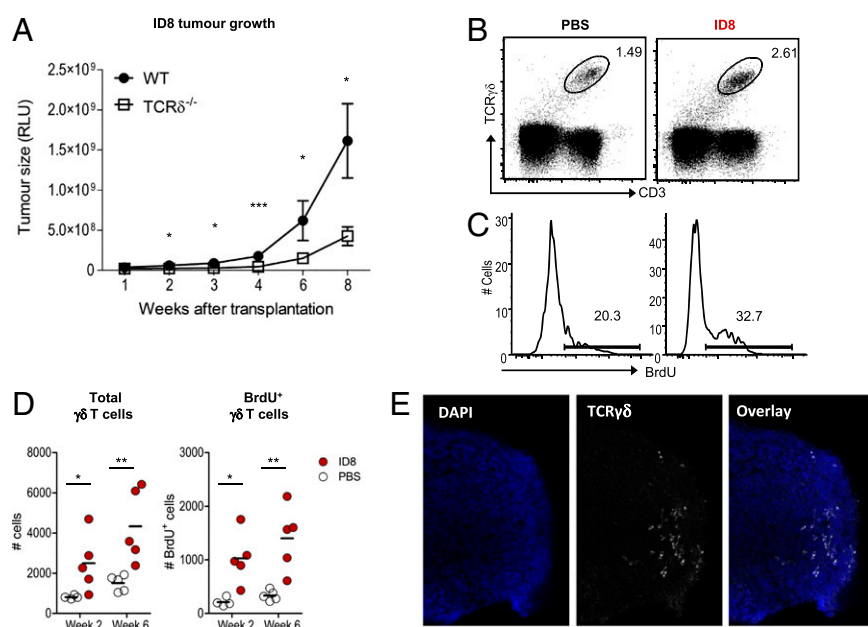 A
ID8 tumour growth
2.5×10⁹
2.0×10⁹
1.5×10⁹
1.0×10⁹
5.0×10⁸
0
Tumour size (RLU)
WT
TCRδ⁻/⁻
*
*
***
*
*
1 2 3 4 6 8
Weeks after transplantation
B
PBS
ID8
1.49
2.61
TCRγδ
CD3
C
30
20
10
0
# Cells
20.3
40
30
20
10
0
32.7
BrdU
D
Total
γδ T cells
8000
6000
4000
2000
0
# cells
*
**
Week 2 Week 6
BrdU⁺
γδ T cells
3000
2000
1000
0
# BrdU⁺ cells
*
**
Week 2 Week 6
ID8
PBS
E
DAPI
TCRγδ
Overlay